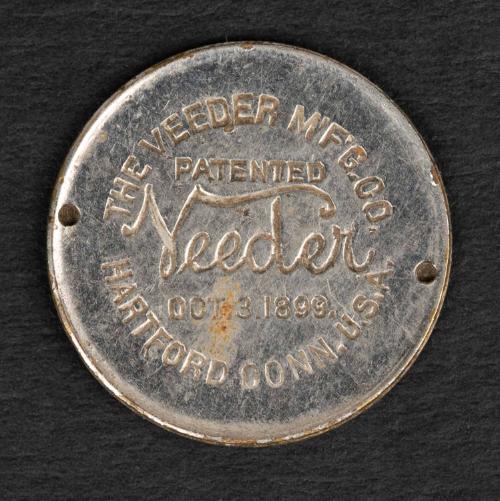 THE VEEDER M'F'G. CO.
PATENTED
Veeder
OCT. 3. 1899.
HARTFORD CONN. U.S.A.